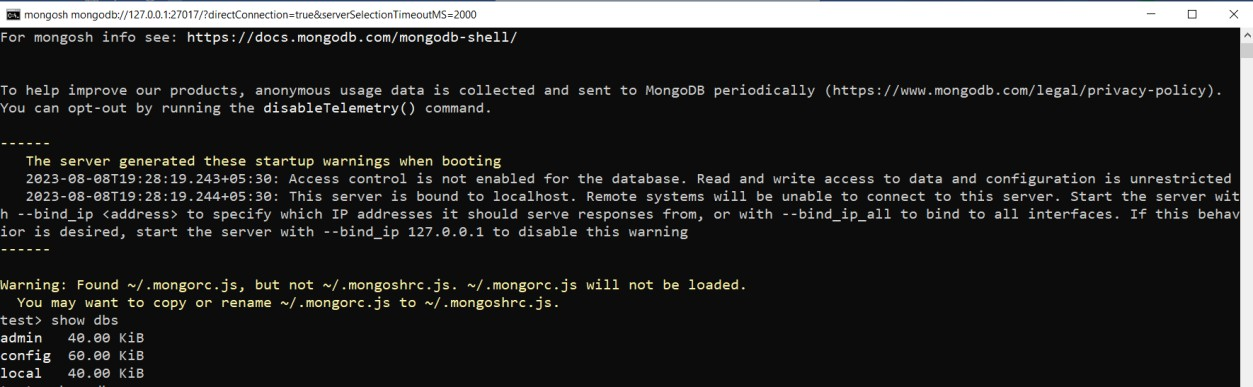 mongosh mongodb://127.0.0.1:27017/?directConnection=true&serverSelectionTimeoutMS=2000
For mongosh info see: https://docs.mongodb.com/mongodb-shell/
To help improve our products, anonymous usage data is collected and sent to MongoDB periodically (https://www.mongodb.com/legal/privacy-policy).
You can opt-out by running the disableTelemetry() command.
------
The server generated these startup warnings when booting
2023-08-08T19:28:19.243+05:30: Access control is not enabled for the database. Read and write access to data and configuration is unrestricted
2023-08-08T19:28:19.244+05:30: This server is bound to localhost. Remote systems will be unable to connect to this server. Start the server wit
h --bind_ip <address> to specify which IP addresses it should serve responses from, or with --bind_ip_all to bind to all interfaces. If this behav
ior is desired, start the server with --bind_ip 127.0.0.1 to disable this warning
------
Warning: Found ~/.mongorc.js, but not ~/.mongoshrc.js. ~/.mongorc.js will not be loaded.
You may want to copy or rename ~/.mongorc.js to ~/.mongoshrc.js.
test> show dbs
admin   40.00 KiB
config  60.00 KiB
local   40.00 KiB